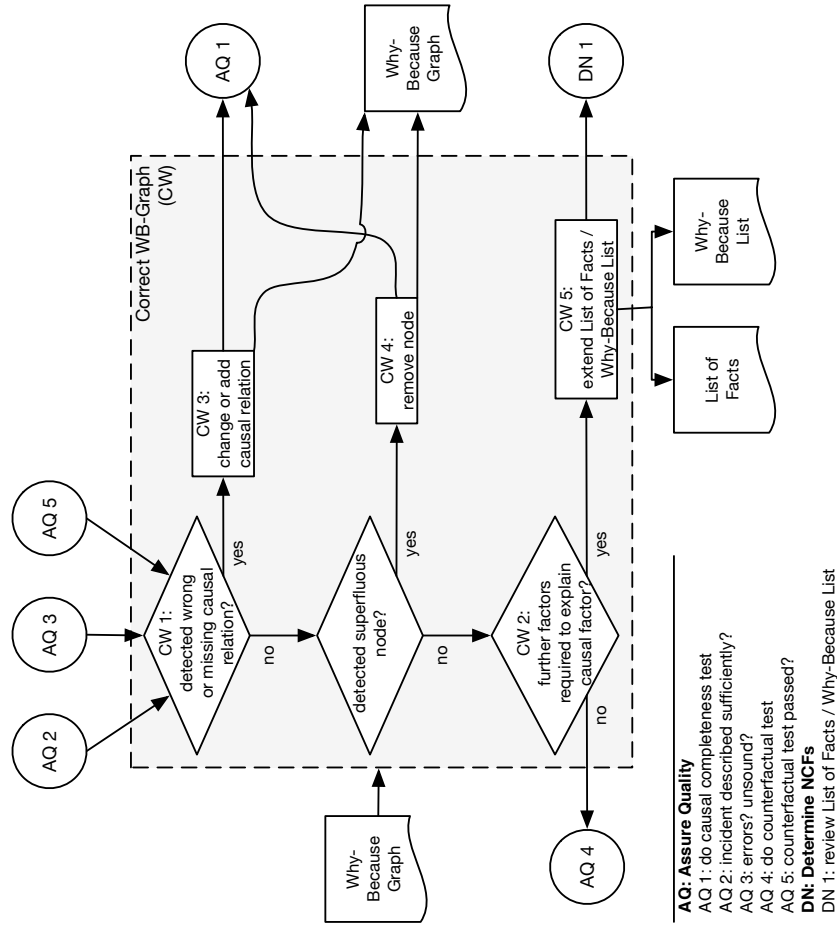 AQ 2
AQ 3
AQ 5
Correct WB-Graph
(CW)
Why-
Because
Graph
CW 1:
detected wrong
or missing causal
relation?
yes
no
CW 3:
change or add
causal relation
AQ 1
detected superfluous
node?
yes
no
CW 4:
remove node
Why-
Because
Graph
CW 2:
further factors
required to explain
causal factor?
yes
no
CW 5:
extend List of Facts /
Why-Because List
DN 1
AQ 4
List of
Facts
Why-
Because
List
AQ: Assure Quality
AQ 1: do causal completeness test
AQ 2: incident described sufficiently?
AQ 3: errors? unsound?
AQ 4: do counterfactual test
AQ 5: counterfactual test passed?
DN: Determine NCFs
DN 1: review List of Facts / Why-Because List